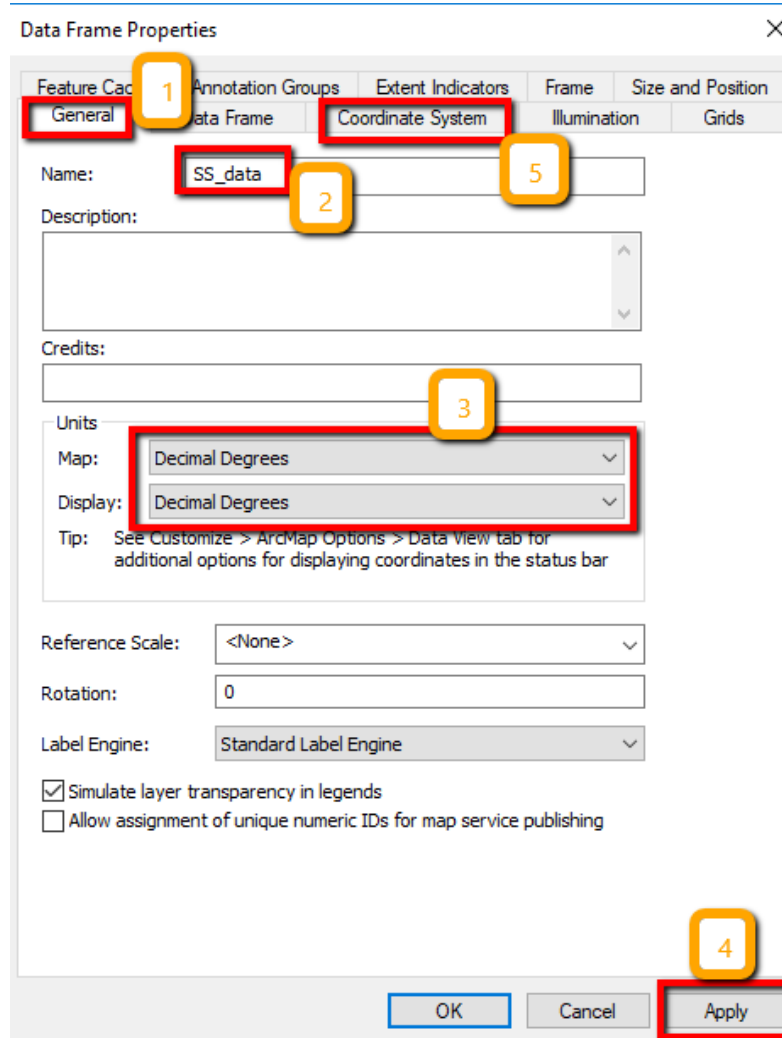 Data Frame Properties
Feature Cac 1 Annotation Groups Extent Indicators Frame Size and Position
General ata Frame Coordinate System Illumination Grids
Name: SS_data 2 5
Description:
Credits:
3
Units
Map: Decimal Degrees
Display: Decimal Degrees
Tip: See Customize > ArcMap Options > Data View tab for
additional options for displaying coordinates in the status bar
Reference Scale: <None>
Rotation: 0
Label Engine: Standard Label Engine
Simulate layer transparency in legends
Allow assignment of unique numeric IDs for map service publishing
4
OK Cancel Apply